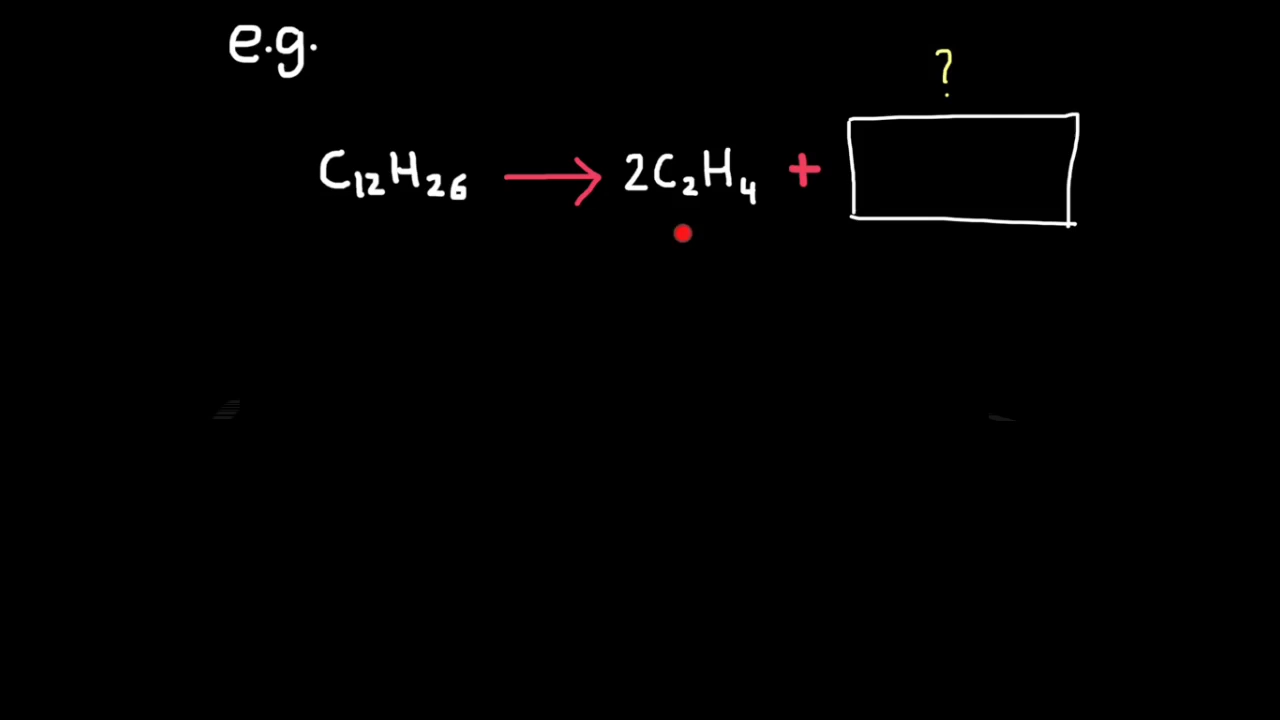 e.g.
?
C₁₂H₂₆ → 2C₂H₄ +